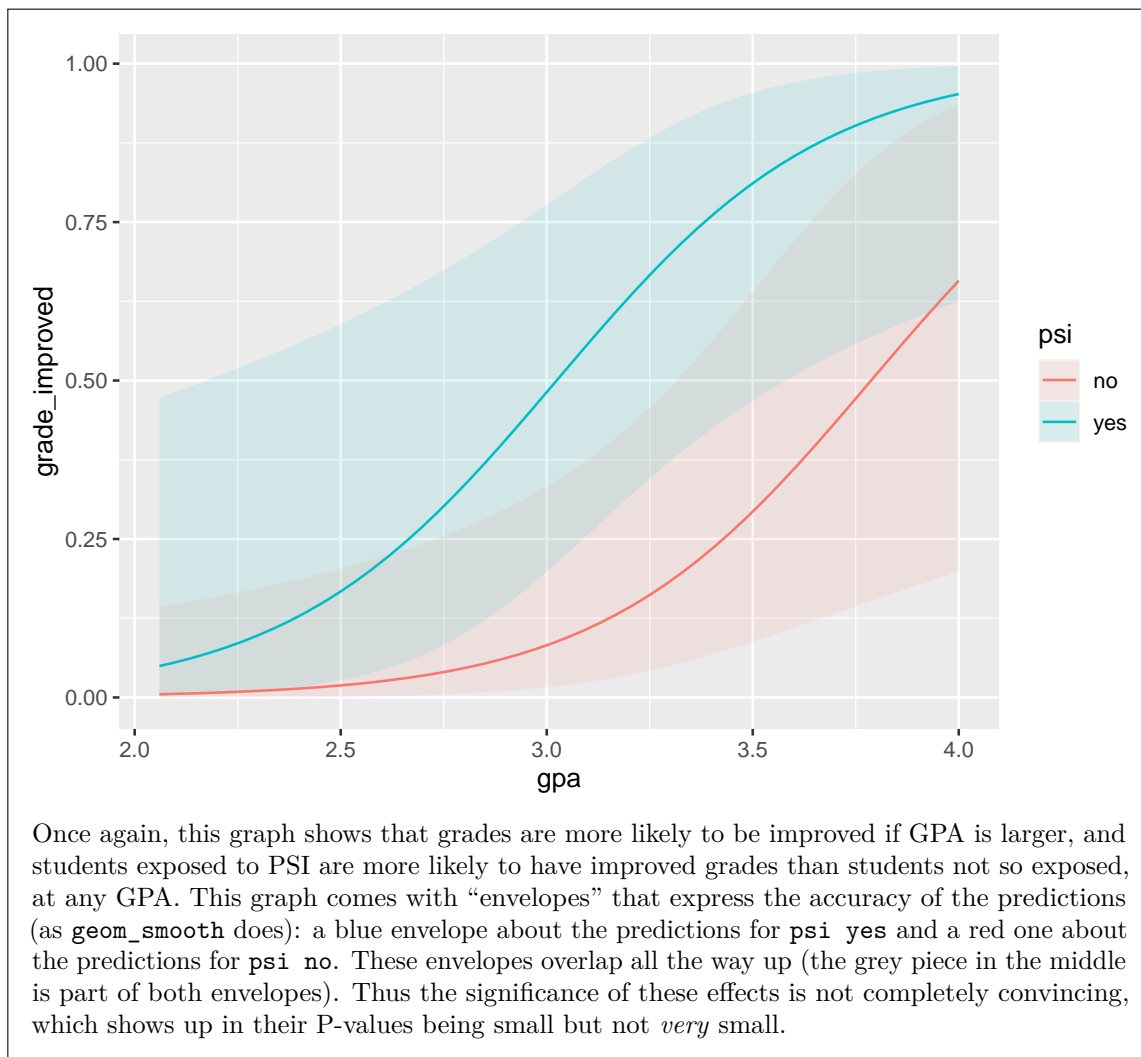 1.00
0.75
0.50
0.25
0.00
grade_improved
2.0 2.5 3.0 3.5 4.0
gpa
psi
no
yes
Once again, this graph shows that grades are more likely to be improved if GPA is larger, and
students exposed to PSI are more likely to have improved grades than students not so exposed,
at any GPA. This graph comes with “envelopes” that express the accuracy of the predictions
(as geom_smooth does): a blue envelope about the predictions for psi yes and a red one about
the predictions for psi no. These envelopes overlap all the way up (the grey piece in the middle
is part of both envelopes). Thus the significance of these effects is not completely convincing,
which shows up in their P-values being small but not very small.